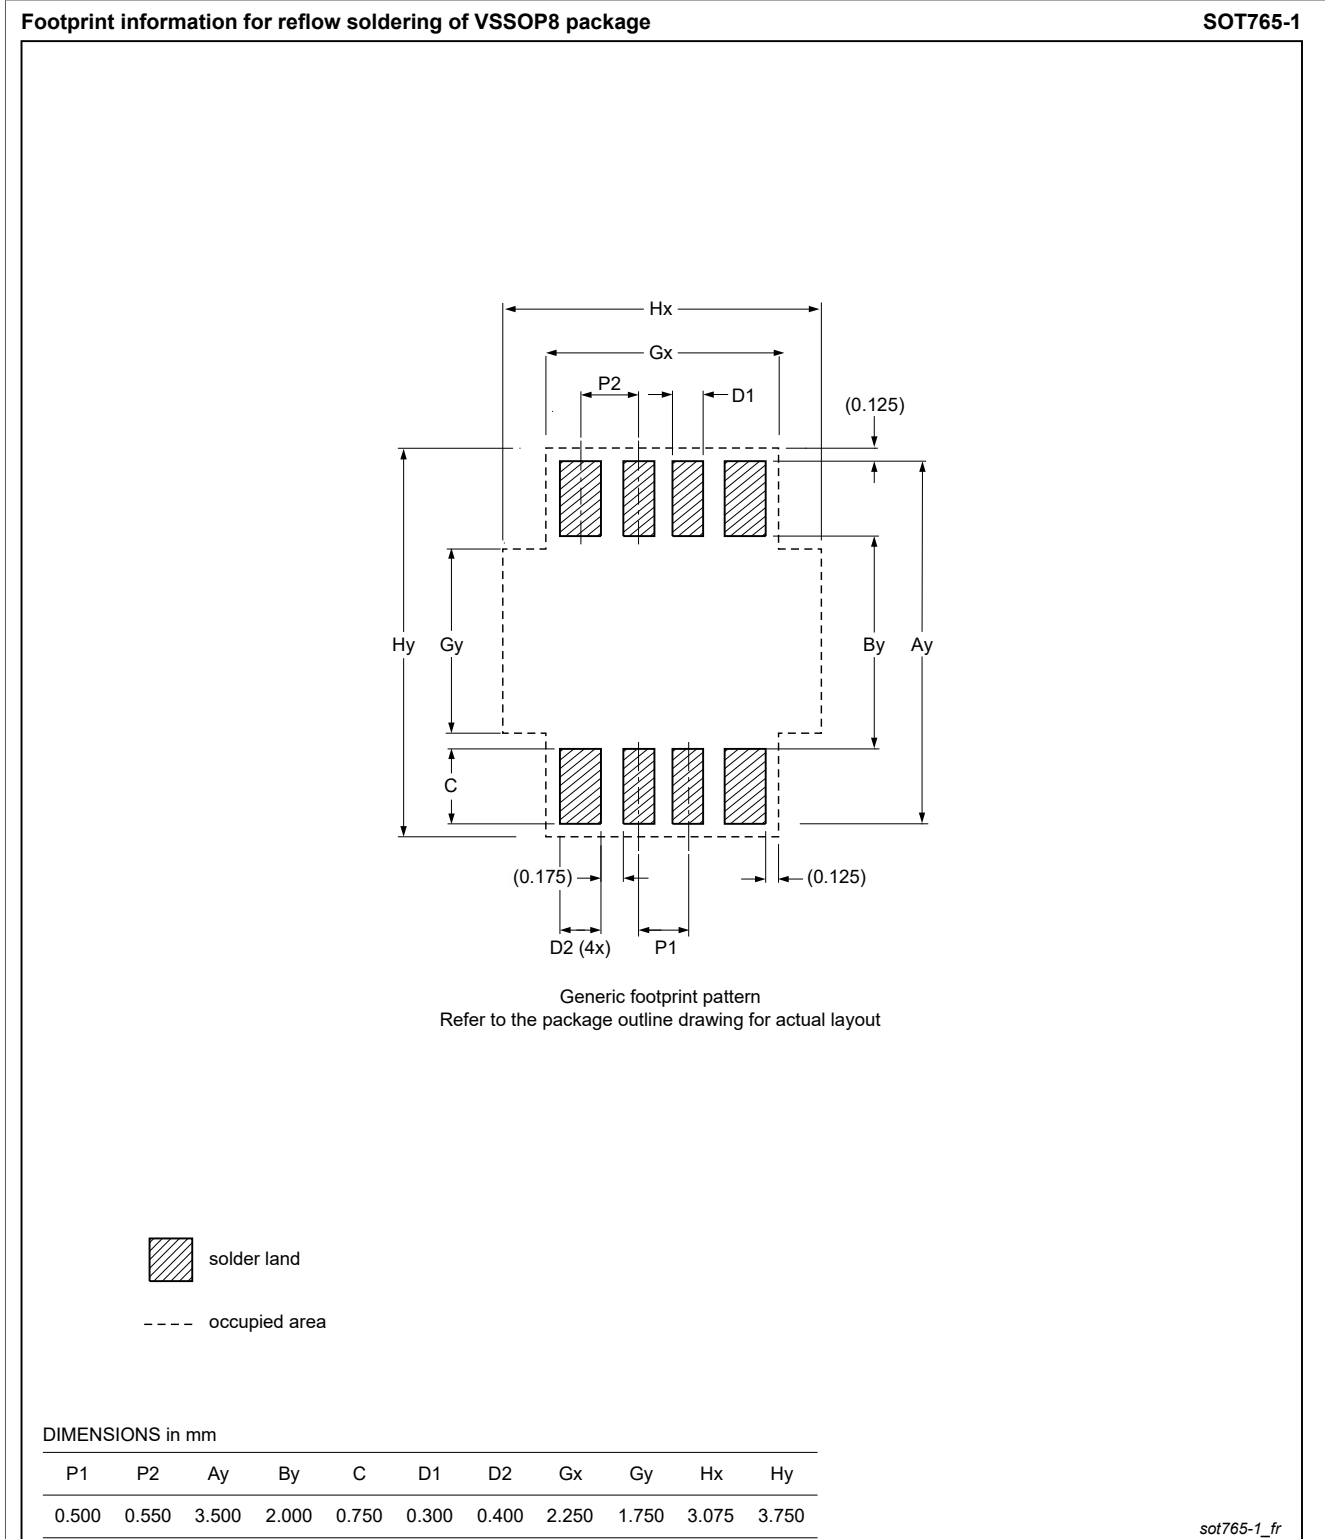 Footprint information for reflow soldering of VSSOP8 package SOT765-1
Hx
Gx
P2
D1
(0.125)
Hy
Gy
By
Ay
C
(0.175)
(0.125)
D2 (4x)
P1
Generic footprint pattern
Refer to the package outline drawing for actual layout
solder land
occupied area
DIMENSIONS in mm
P1 P2 Ay By C D1 D2 Gx Gy Hx Hy
0.500 0.550 3.500 2.000 0.750 0.300 0.400 2.250 1.750 3.075 3.750
sot765-1_fr